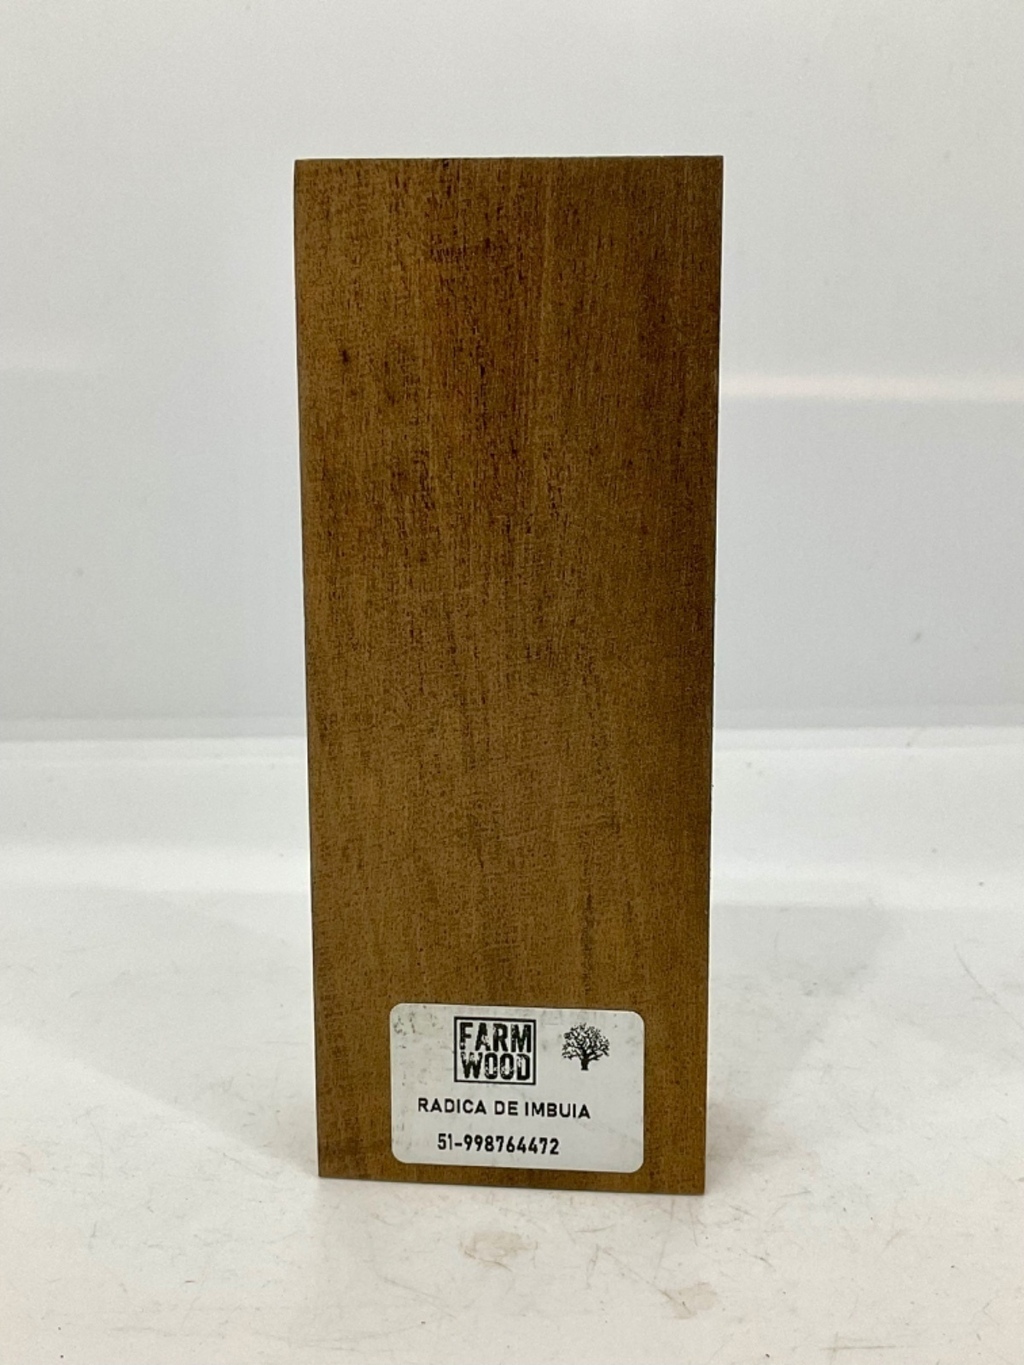 FARM
WOOD
RADICA DE IMBUIA
51-998764472